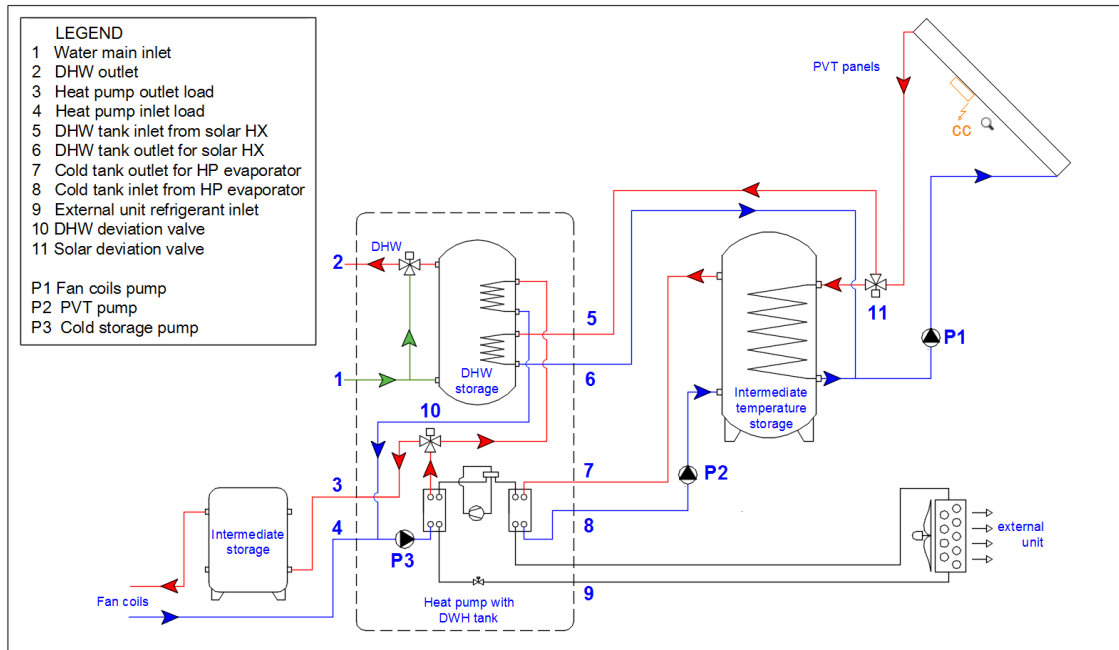 LEGEND
1 Water main inlet
2 DHW outlet
3 Heat pump outlet load
4 Heat pump inlet load
5 DHW tank inlet from solar HX
6 DHW tank outlet for solar HX
7 Cold tank outlet for HP evaporator
8 Cold tank inlet from HP evaporator
9 External unit refrigerant inlet
10 DHW deviation valve
11 Solar deviation valve
P1 Fan coils pump
P2 PVT pump
P3 Cold storage pump
PVT panels
CC
DHW
2
1
DHW
storage
10
5
6
11
P1
Intermediate
temperature
storage
P2
7
8
3
4
P3
Intermediate
storage
Fan coils
Heat pump with
DWH tank
9
external
unit